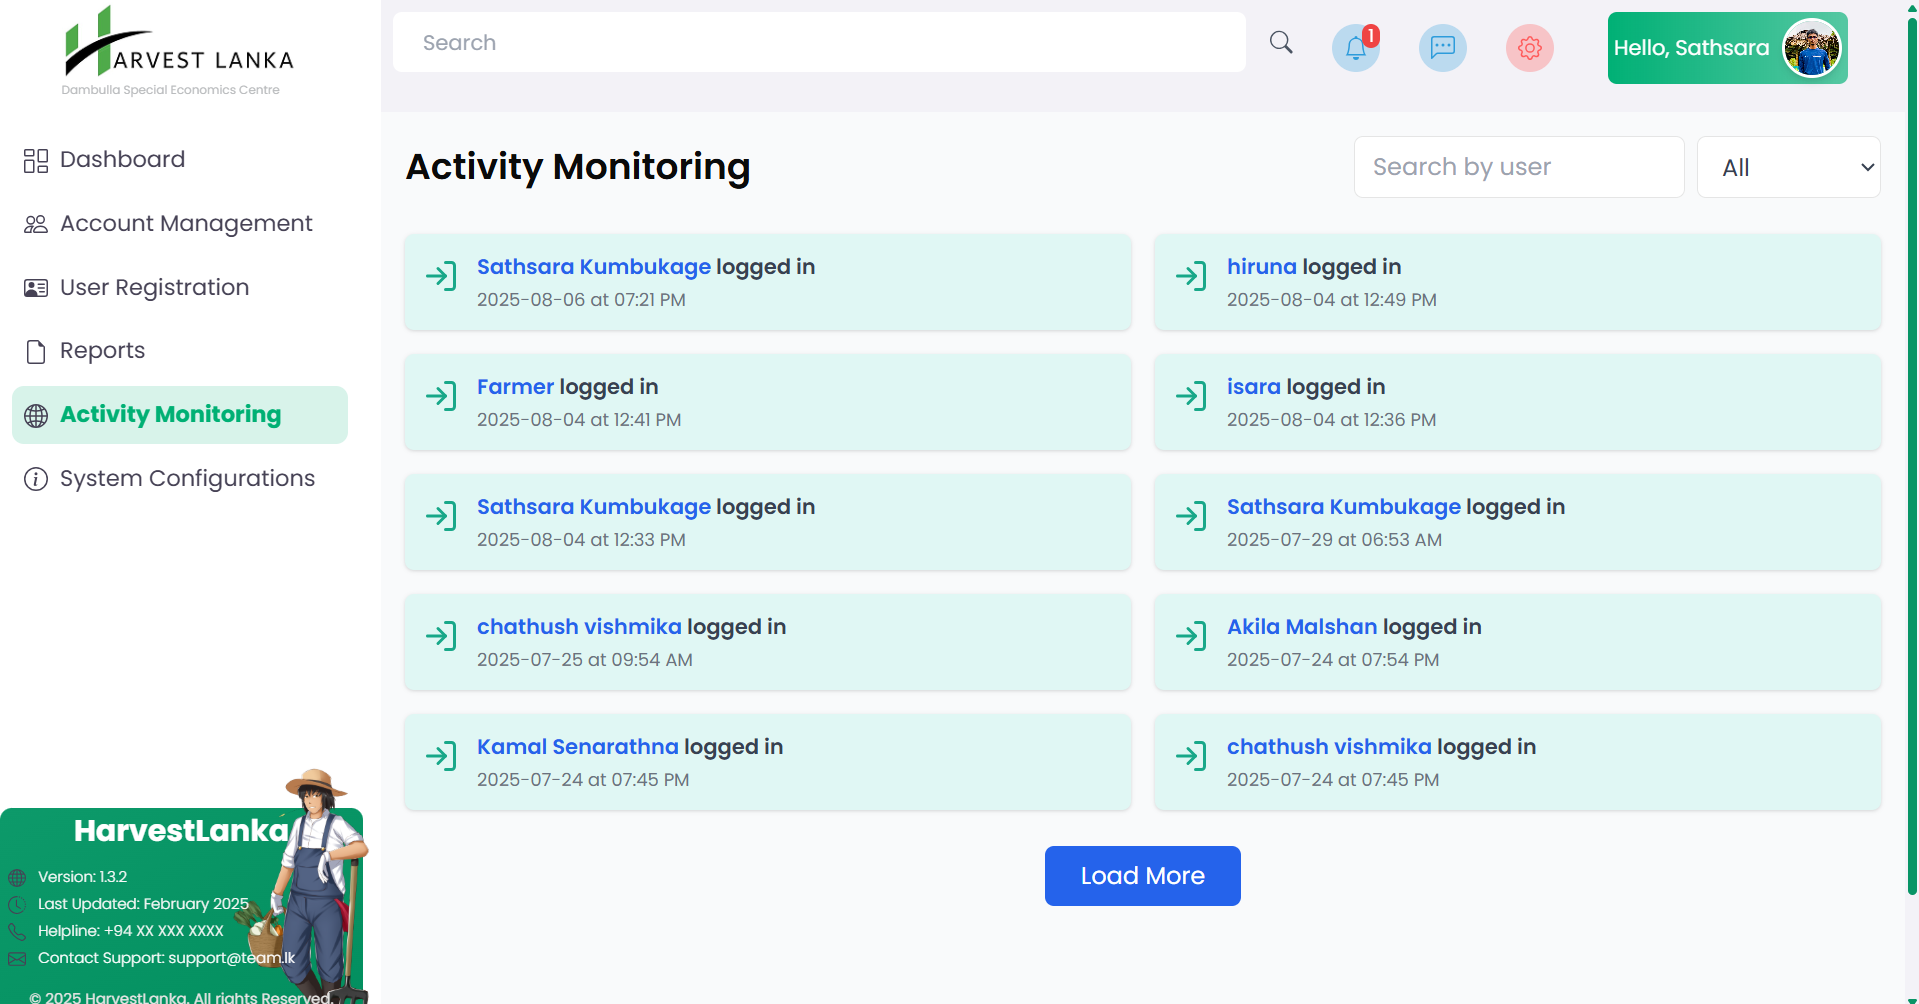 ARVEST LANKA
Dambulla Special Economics Centre
Dashboard
Account Management
User Registration
Reports
Activity Monitoring
System Configurations
HarvestLanka
Version: 1.3.2
Last Updated: February 2025
Helpline: +94 XX XXX XXXX
Contact Support: support@team.lk
© 2025 HarvestLanka. All rights Reserved.
Search
1
Hello, Sathsara
Activity Monitoring
Search by user
All
Sathsara Kumbukage logged in
2025-08-06 at 07:21 PM
hiruna logged in
2025-08-04 at 12:49 PM
Farmer logged in
2025-08-04 at 12:41 PM
isara logged in
2025-08-04 at 12:36 PM
Sathsara Kumbukage logged in
2025-08-04 at 12:33 PM
Sathsara Kumbukage logged in
2025-07-29 at 06:53 AM
chathush vishmika logged in
2025-07-25 at 09:54 AM
Akila Malshan logged in
2025-07-24 at 07:54 PM
Kamal Senarathna logged in
2025-07-24 at 07:45 PM
chathush vishmika logged in
2025-07-24 at 07:45 PM
Load More